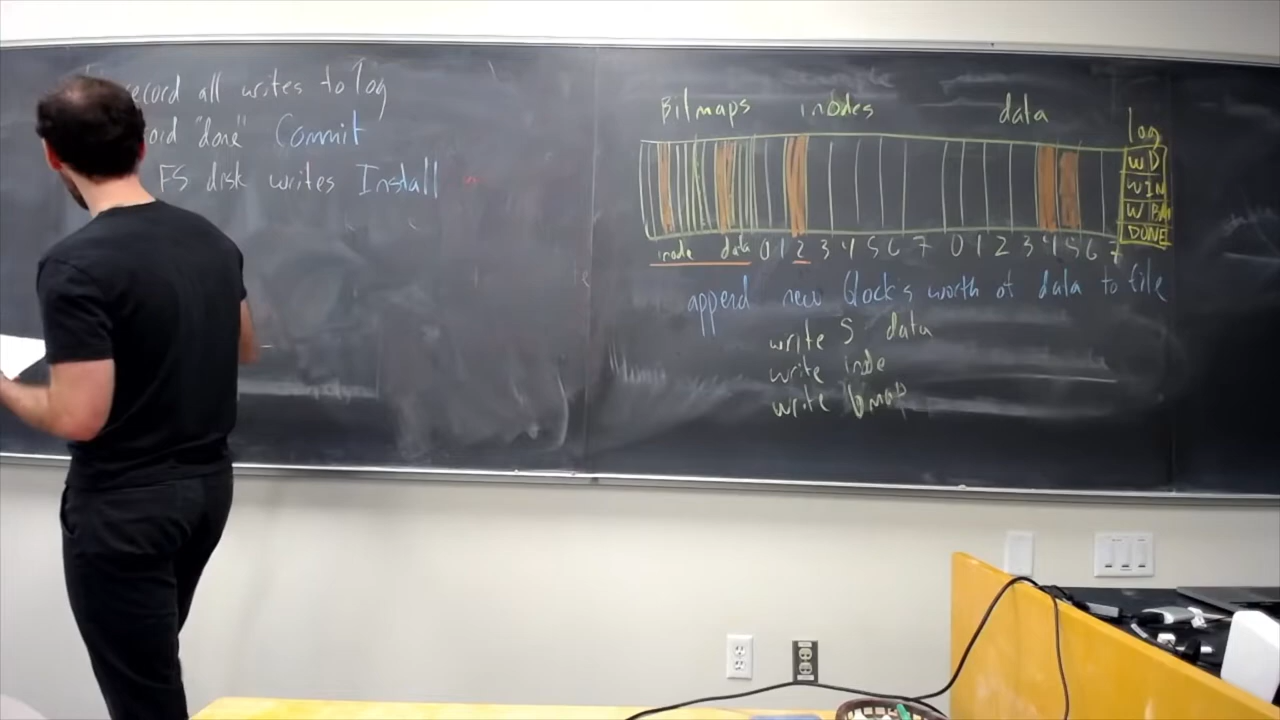 record all writes to log
"done" Commit
FS disk writes Install
Bitmaps inodes data
log
WD
WIN
W BM
DONE
inode data 0 1 2 3 4 5 6 7 0 1 2 3 4 5 6 7
append new block's worth of data to file
write 5 data
write inode
write bmap